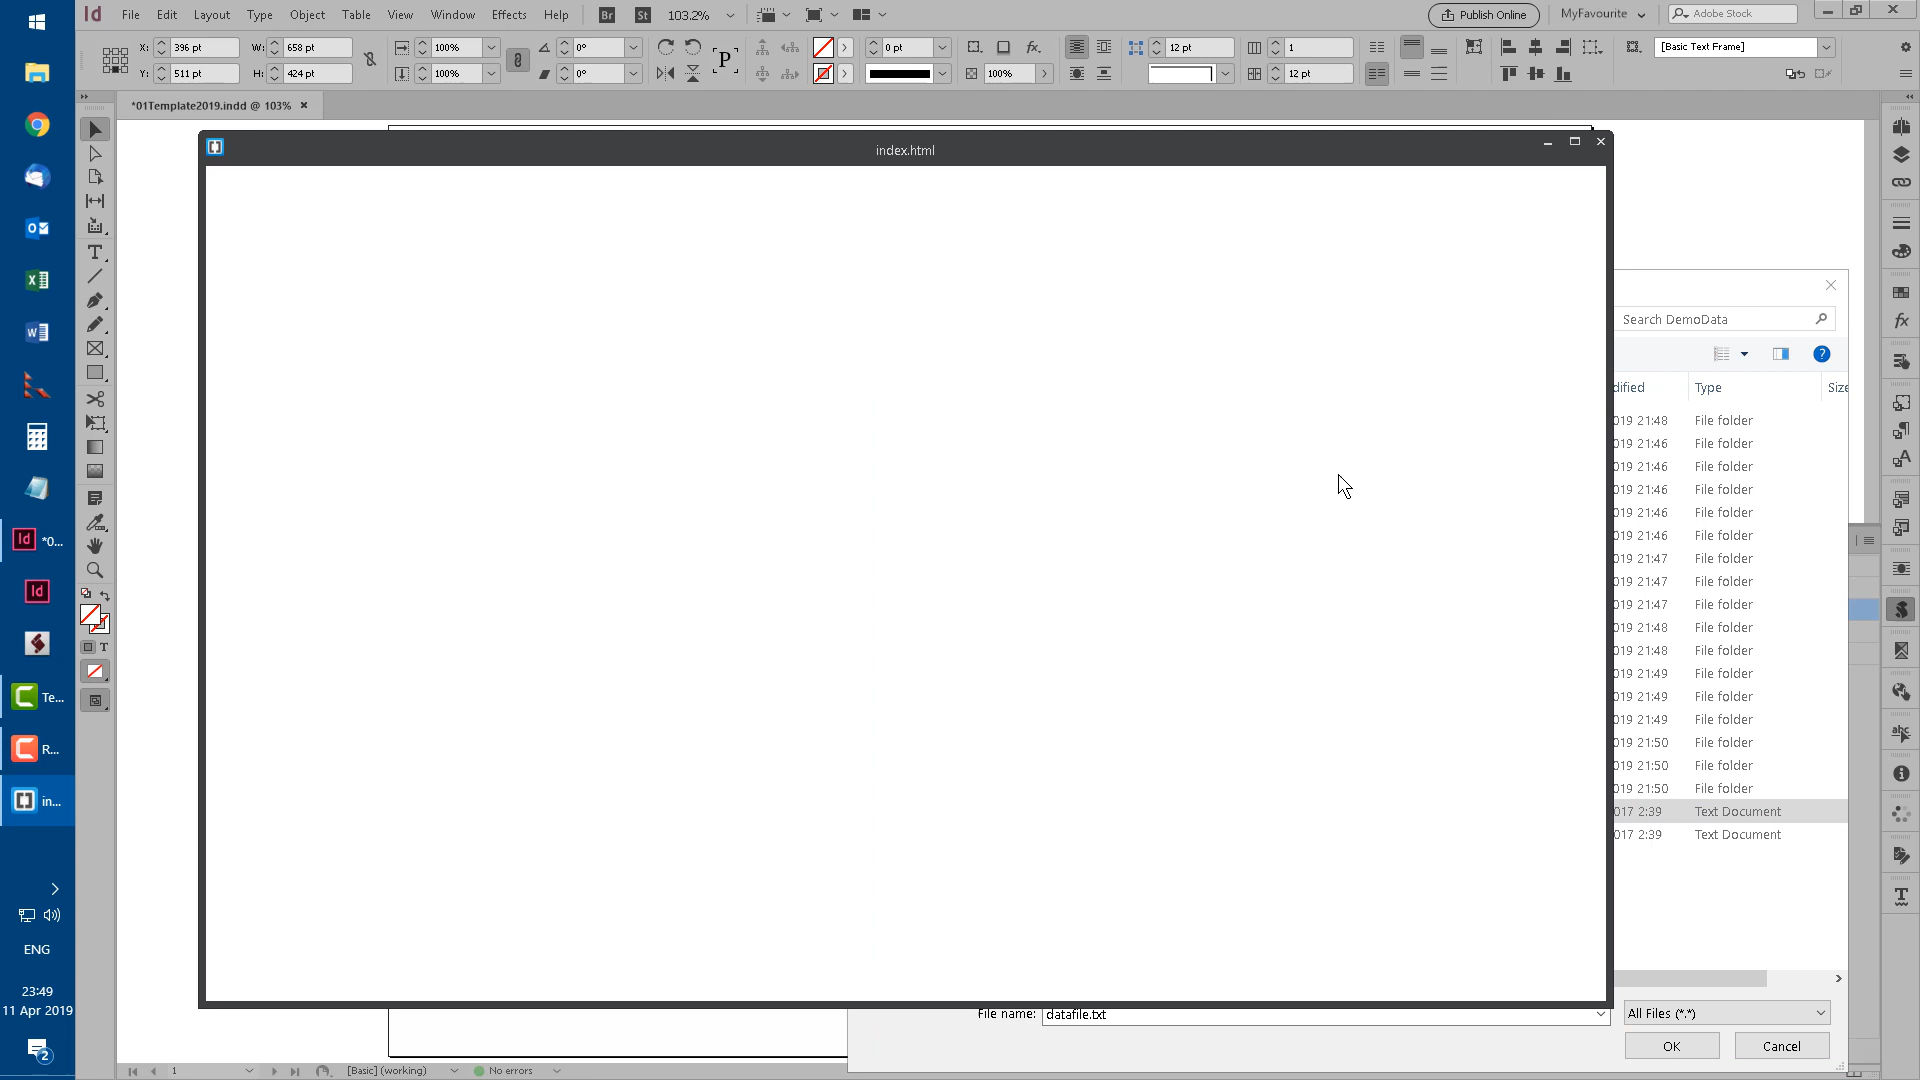 File Edit Layout Type Object Table View Window Effects Help Br St 103.2% Publish Online MyFavourite Adobe Stock
X: 396 pt W: 658 pt 100% 0° P fx. 0 pt 12 pt 1 [Basic Text Frame]
Y: 511 pt H: 424 pt 100% 0° 100% 12 pt
*01Template2019.indd @ 103%
index.html
Search DemoData
dified Type Size
019 21:48 File folder
019 21:46 File folder
019 21:46 File folder
019 21:46 File folder
019 21:46 File folder
019 21:46 File folder
019 21:47 File folder
019 21:47 File folder
019 21:47 File folder
019 21:48 File folder
019 21:48 File folder
019 21:49 File folder
019 21:49 File folder
019 21:49 File folder
019 21:50 File folder
019 21:50 File folder
019 21:50 File folder
017 2:39 Text Document
017 2:39 Text Document
File name: datafile.txt All Files (*.*)
OK Cancel
1 [Basic] (working) No errors
Id *0...
Id
Te...
R...
in...
ENG
23:49
11 Apr 2019
2